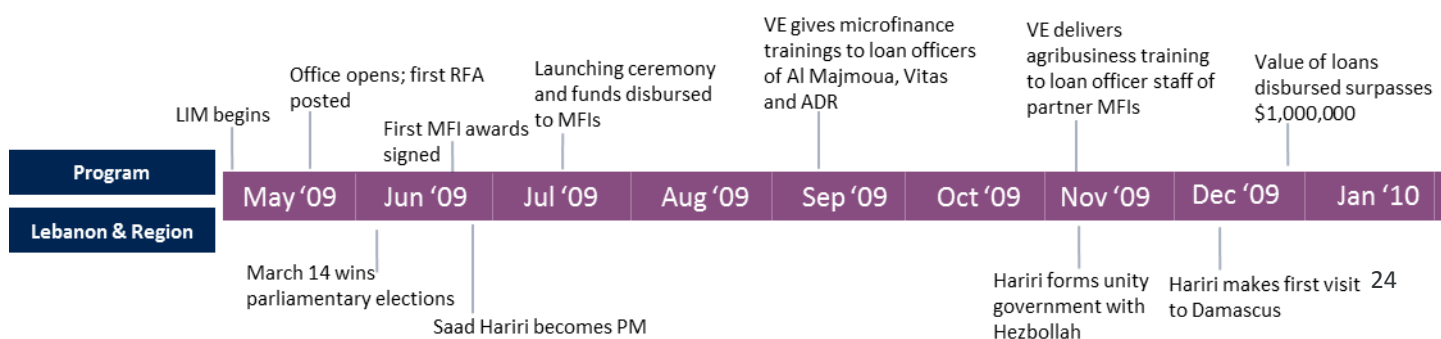 LIM begins
Office opens; first RFA
posted
First MFI awards
signed
Launching ceremony
and funds disbursed
to MFIs
VE gives microfinance
trainings to loan officers
of Al Majmoua, Vitas
and ADR
VE delivers
agribusiness training
to loan officer staff of
partner MFIs
Value of loans
disbursed surpasses
$1,000,000
Program
May ‘09
Jun ‘09
Jul ‘09
Aug ‘09
Sep ‘09
Oct ‘09
Nov ‘09
Dec ‘09
Jan ‘10
Lebanon & Region
March 14 wins
parliamentary elections
Saad Hariri becomes PM
Hariri forms unity
government with
Hezbollah
Hariri makes first visit
to Damascus
24